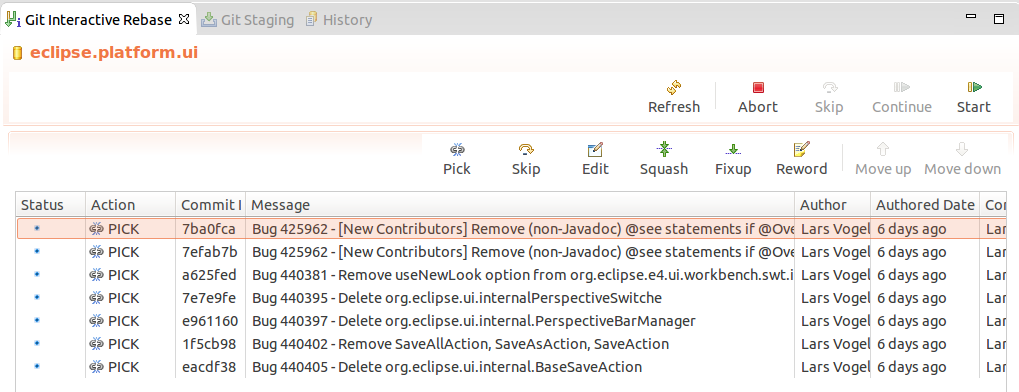 Git Interactive Rebase Git Staging History
eclipse.platform.ui
Refresh Abort Skip Continue Start
Pick Skip Edit Squash Fixup Reword Move up Move down
Status Action Commit I Message Author Authored Date Co
PICK 7ba0fca Bug 425962 - [New Contributors] Remove (non-Javadoc) @see statements if @Ove Lars Vogel 6 days ago Lar
PICK 7efab7b Bug 425962 - [New Contributors] Remove (non-Javadoc) @see statements if @Ove Lars Vogel 6 days ago Lar
PICK a625fed Bug 440381 - Remove useNewLook option from org.eclipse.e4.ui.workbench.swt.i Lars Vogel 6 days ago Lar
PICK 7e7e9fe Bug 440395 - Delete org.eclipse.ui.internalPerspectiveSwitche Lars Vogel 6 days ago Lar
PICK e961160 Bug 440397 - Delete org.eclipse.ui.internal.PerspectiveBarManager Lars Vogel 6 days ago Lar
PICK 1f5cb98 Bug 440402 - Remove SaveAllAction, SaveAsAction, SaveAction Lars Vogel 6 days ago Lar
PICK eacdf38 Bug 440405 - Delete org.eclipse.ui.internal.BaseSaveAction Lars Vogel 6 days ago Lar